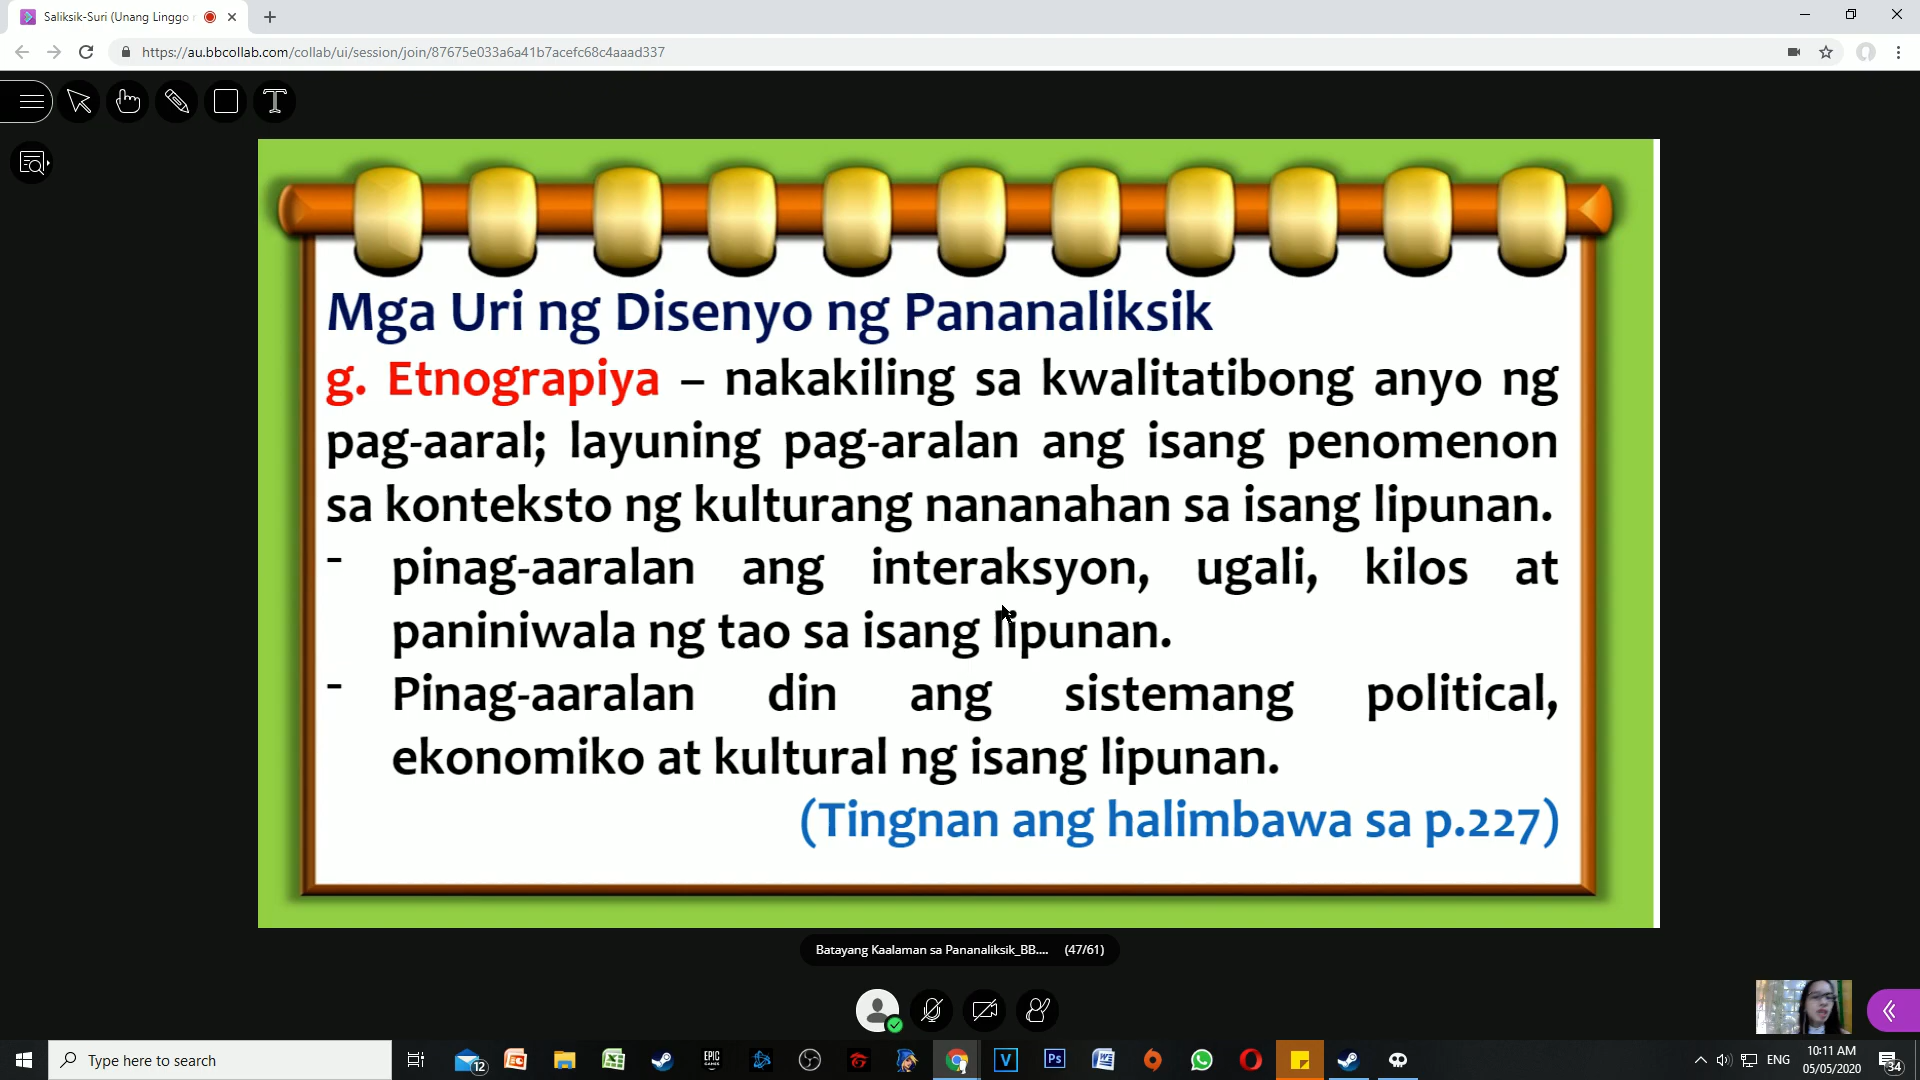 Saliksik-Suri (Unang Linggo
https://au.bbcollab.com/collab/ui/session/join/87675e033a6a41b7acefc68c4aaad337
Mga Uri ng Disenyo ng Pananaliksik
g. Etnograpiya – nakakiling sa kwalitatibong anyo ng
pag-aaral; layuning pag-aralan ang isang penomenon
sa konteksto ng kulturang nananahan sa isang lipunan.
- pinag-aaralan ang interaksyon, ugali, kilos at
paniniwala ng tao sa isang lipunan.
- Pinag-aaralan din ang sistemang political,
ekonomiko at kultural ng isang lipunan.
(Tingnan ang halimbawa sa p.227)
Batayang Kaalaman sa Pananaliksik_BB.... (47/61)
Type here to search
12
EPIC
V
Ps
ENG
10:11 AM
05/05/2020
34